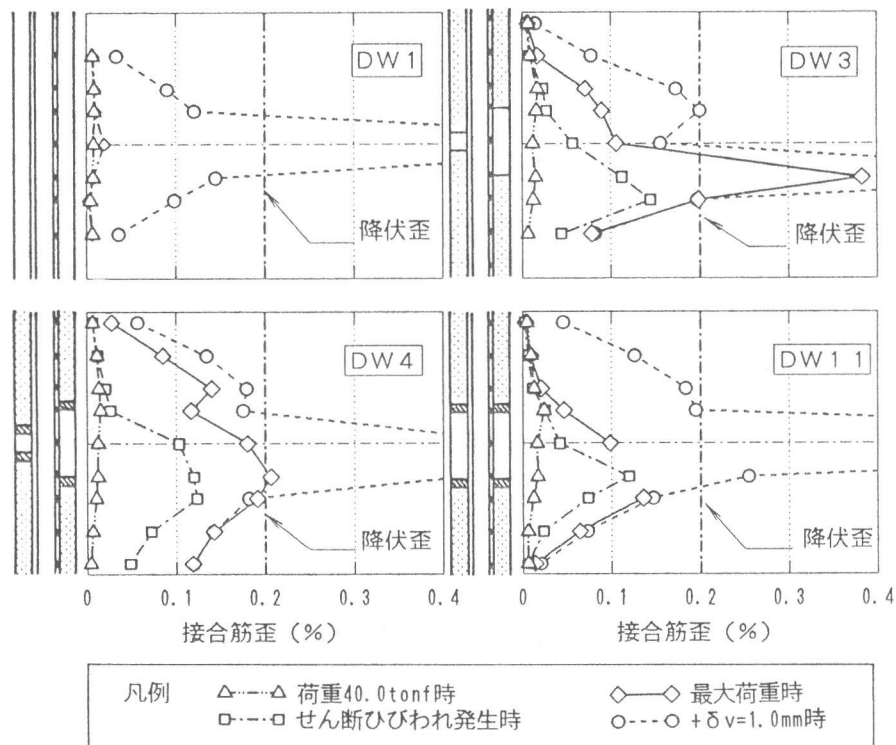 DW1
降伏歪
DW3
降伏歪
DW4
降伏歪
DW11
降伏歪
0 0.1 0.2 0.3 0.4
0 0.1 0.2 0.3 0.4
接合筋歪(%)
接合筋歪(%)
凡例
荷重40.0tonf時
最大荷重時
せん断ひびわれ発生時
+δv=1.0mm時